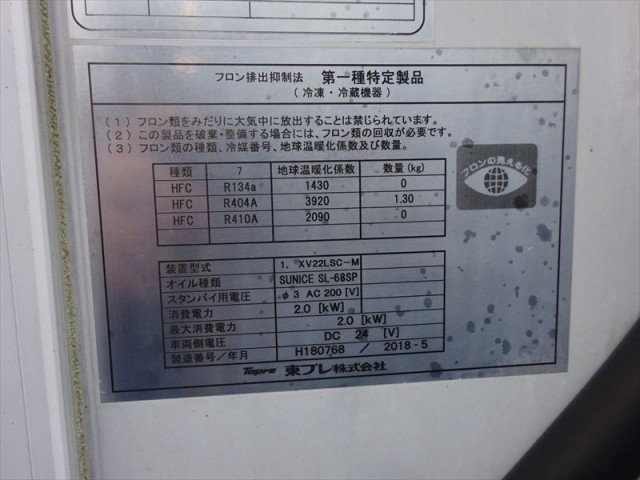 フロン排出抑制法 第一種特定製品
（冷凍・冷蔵機器）
(1) フロン類をみだりに大気中に放出することは禁じられています。
(2) この製品を破棄・整備する場合には、フロン類の回収が必要です。
(3) フロン類の種類、冷媒番号、地球温暖化係数及び数量。
種類 7 地球温暖化係数 数量(kg)
HFC R134a 1430 0
HFC R404A 3920 1.30
HFC R410A 2090 0
フロンの見える化
装置型式 1. XV22LSC-M
オイル種類 SUNICE SL-68SP
スタンバイ用電圧 φ3 AC 200 [V]
消費電力 2.0 [kW]
最大消費電力 2.0 [kW]
車両側電圧 DC 24 [V]
製造番号／年月 H180768 / 2018-5
Topre 東プレ株式会社